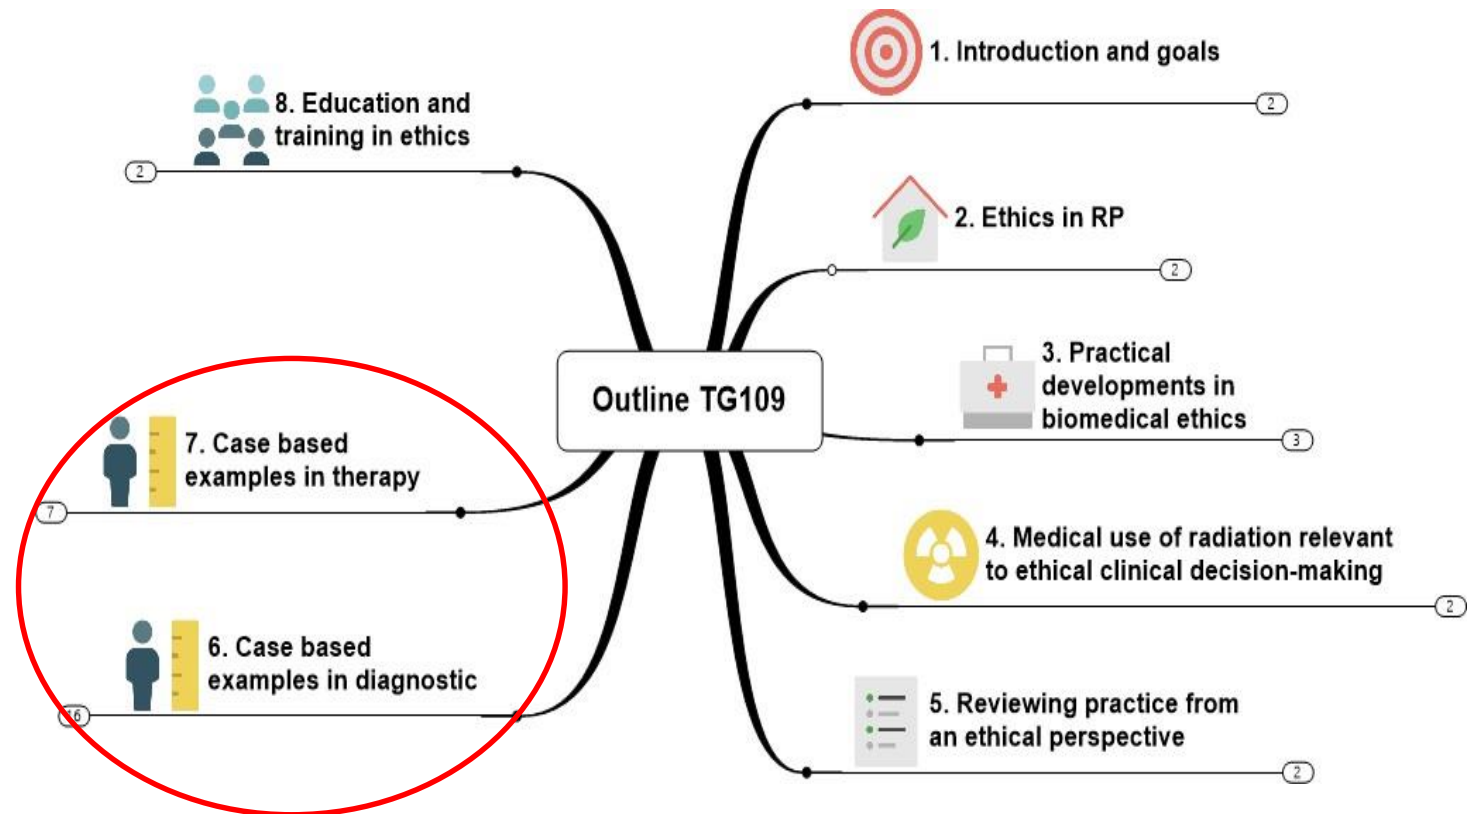 Outline TG109
1. Introduction and goals
2
2. Ethics in RP
2
3. Practical
developments in
biomedical ethics
3
4. Medical use of radiation relevant
to ethical clinical decision-making
2
5. Reviewing practice from
an ethical perspective
2
6. Case based
examples in diagnostic
16
7. Case based
examples in therapy
7
8. Education and
training in ethics
2